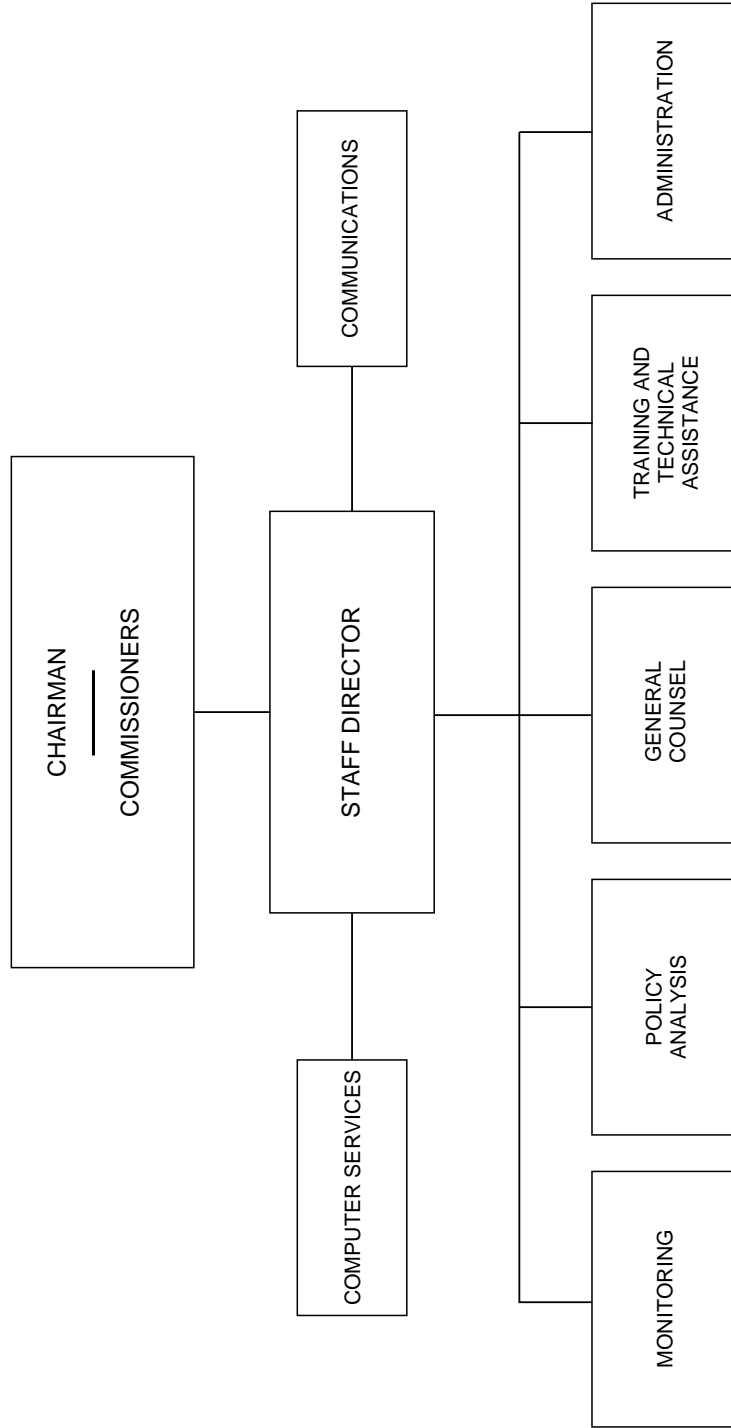 CHAIRMAN
COMMISSIONERS
COMPUTER SERVICES
STAFF DIRECTOR
COMMUNICATIONS
MONITORING
POLICY
ANALYSIS
GENERAL
COUNSEL
TRAINING AND
TECHNICAL
ASSISTANCE
ADMINISTRATION